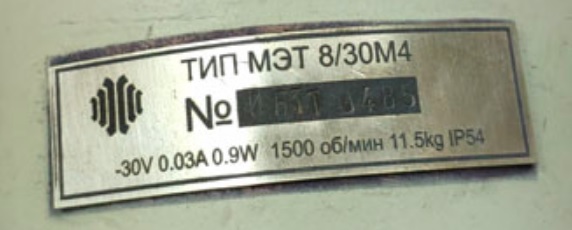 ТИП МЭТ 8/30М4
№
-30V 0.03A 0.9W 1500 об/мин 11.5kg IP54